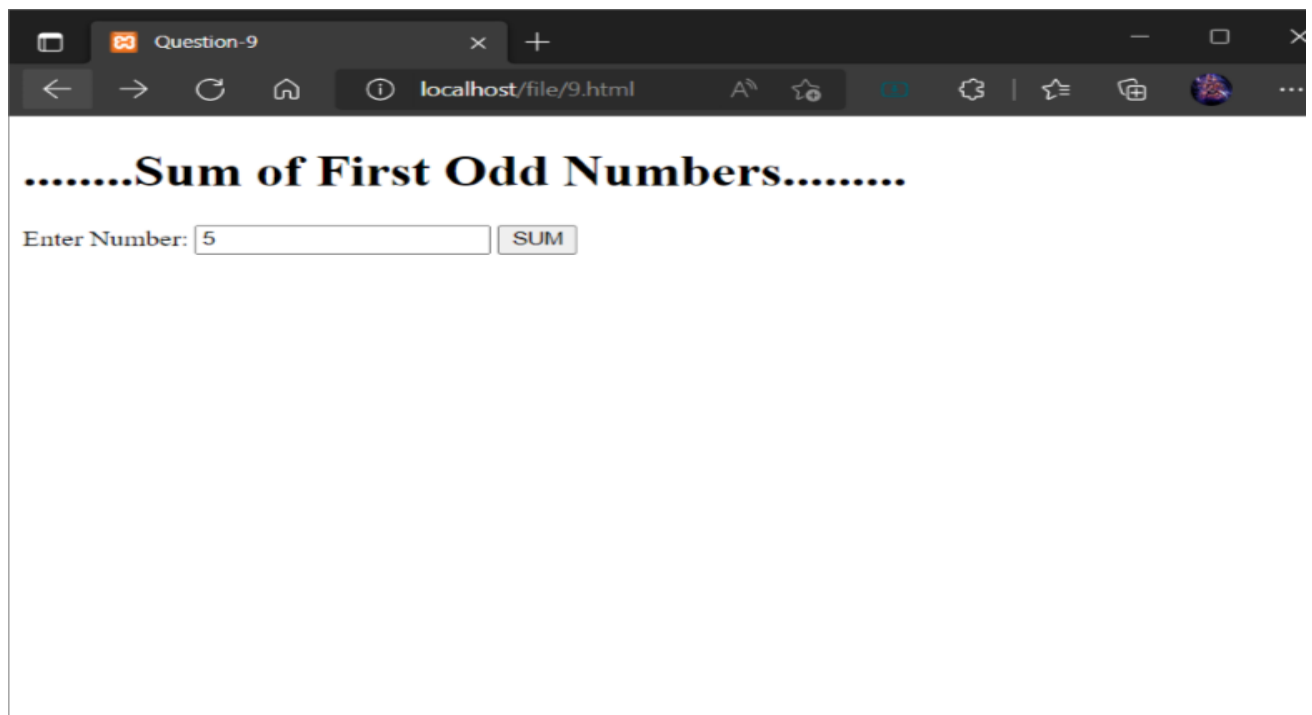 Question-9
localhost/file/9.html
........Sum of First Odd Numbers.........
Enter Number: 5 SUM